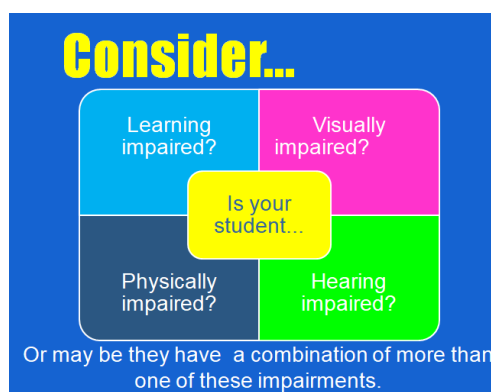 Consider...
Learning
impaired?
Visually
impaired?
Is your
student...
Physically
impaired?
Hearing
impaired?
Or may be they have a combination of more than
one of these impairments.